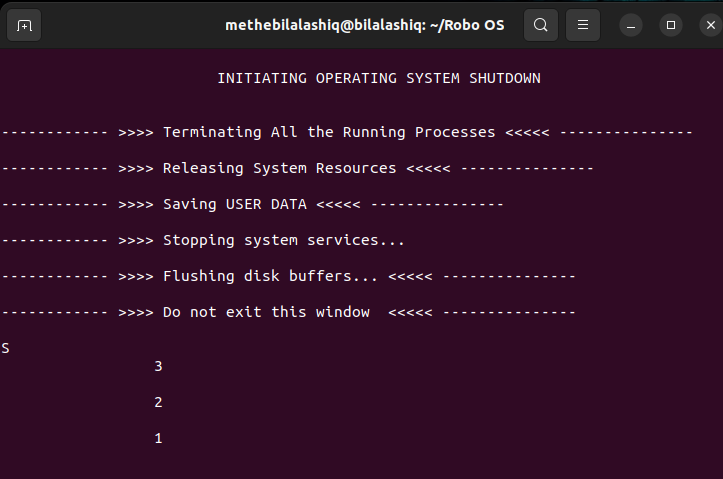 methebilalashiq@bilalashiq: ~/Robo OS
INITIATING OPERATING SYSTEM SHUTDOWN
------------ >>>> Terminating All the Running Processes <<<<< ---------------
------------ >>>> Releasing System Resources <<<<< ---------------
------------ >>>> Saving USER DATA <<<<< ---------------
------------ >>>> Stopping system services...
------------ >>>> Flushing disk buffers... <<<<< ---------------
------------ >>>> Do not exit this window  <<<<< ---------------
S
3
2
1